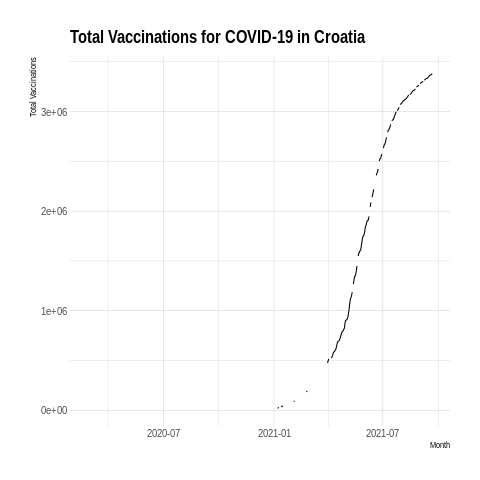 Total Vaccinations for COVID-19 in Croatia
Total Vaccinations
3e+06
2e+06
1e+06
0e+00
2020-07
2021-01
2021-07
Month